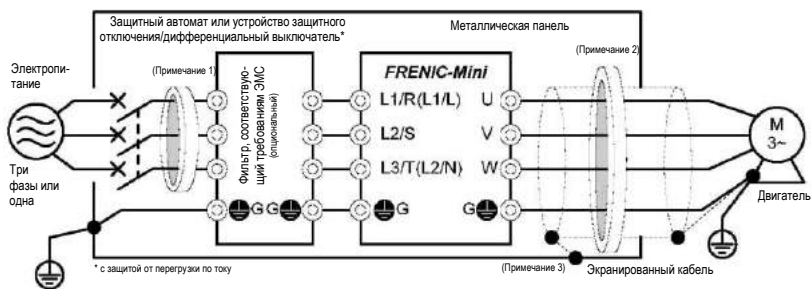 Защитный автомат или устройство защитного
отключения/дифференциальный выключатель*
Металлическая панель
Электропи-
тание
(Примечание 1)
Фильтр, соответствую-
щий требованиям ЭМС
(опциональный)
FRENIC-Mini
(Примечание 2)
L1/R(L1/L)
U
L2/S
V
L3/T(L2/N)
W
G
G
G
G
M
3~
Три
фазы или
одна
Двигатель
* с защитой от перегрузки по току
(Примечание 3)
Экранированный кабель